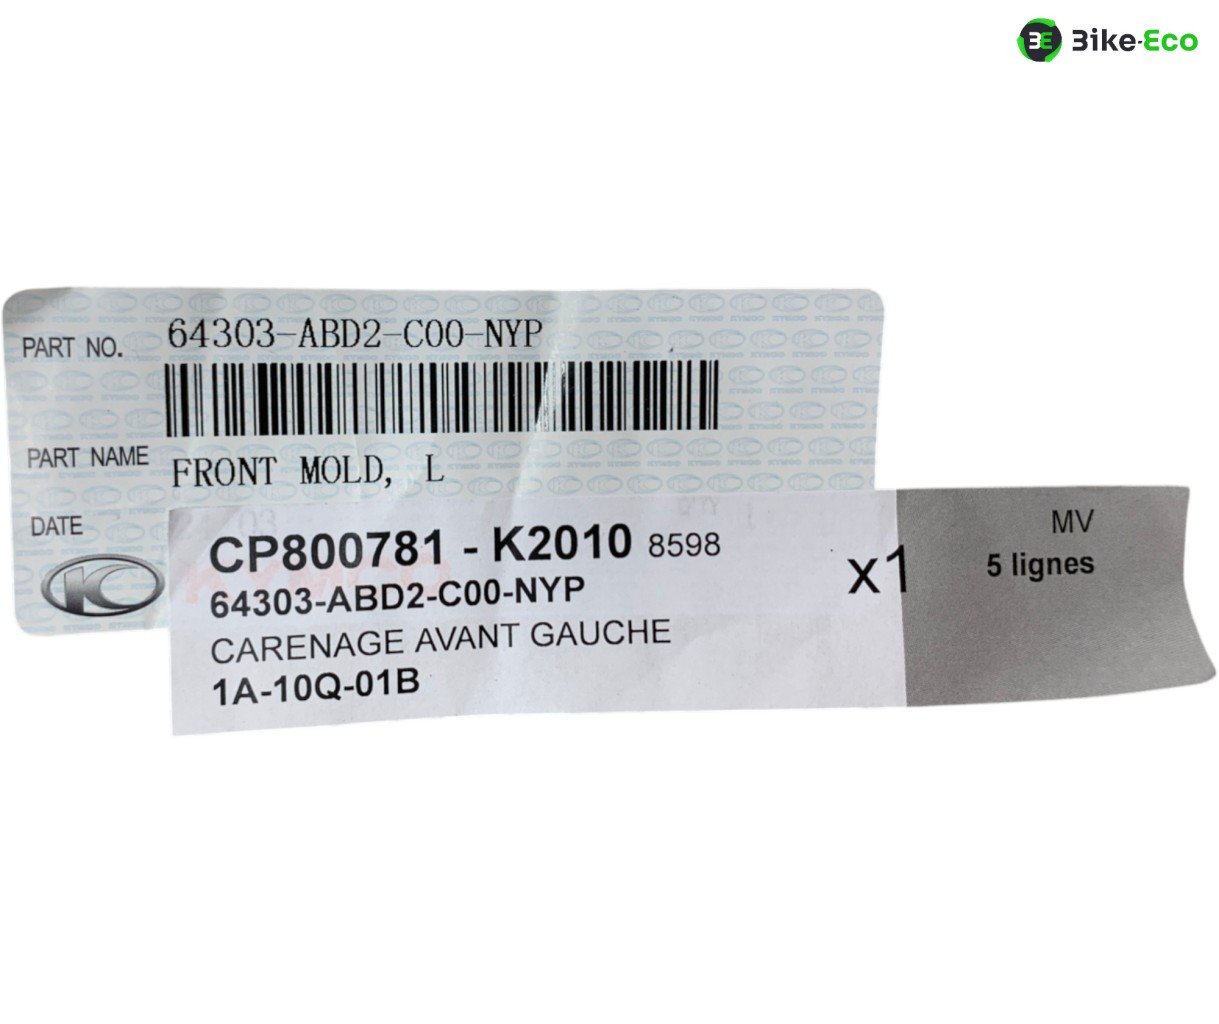 BE Bike-Eco
PART NO. 64303-ABD2-C00-NYP
PART NAME FRONT MOLD, L
DATE
CP800781 - K2010 8598
64303-ABD2-C00-NYP
CARENAGE AVANT GAUCHE
1A-10Q-01B
x1
MV
5 lignes